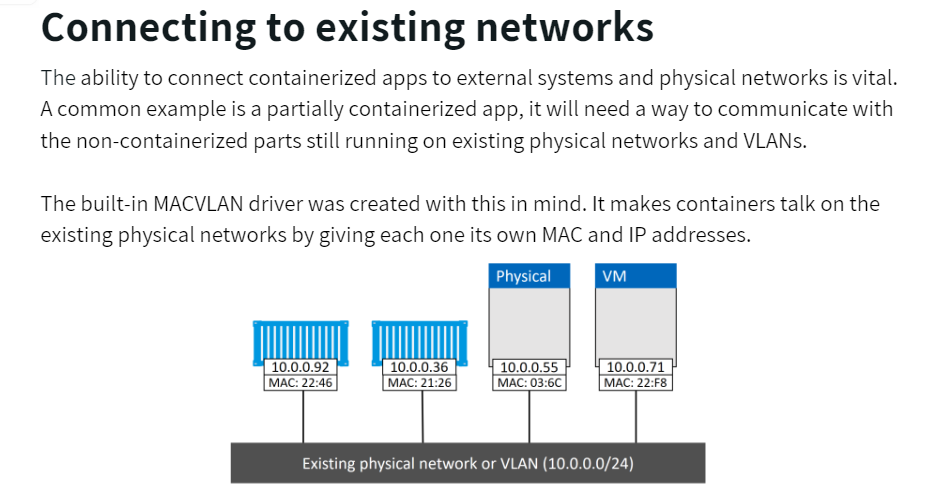 Connecting to existing networks
The ability to connect containerized apps to external systems and physical networks is vital.
A common example is a partially containerized app, it will need a way to communicate with
the non-containerized parts still running on existing physical networks and VLANs.
The built-in MACVLAN driver was created with this in mind. It makes containers talk on the
existing physical networks by giving each one its own MAC and IP addresses.
Physical
VM
10.0.0.92
MAC: 22:46
10.0.0.36
MAC: 21:26
10.0.0.55
MAC: 03:6C
10.0.0.71
MAC: 22:F8
Existing physical network or VLAN (10.0.0.0/24)